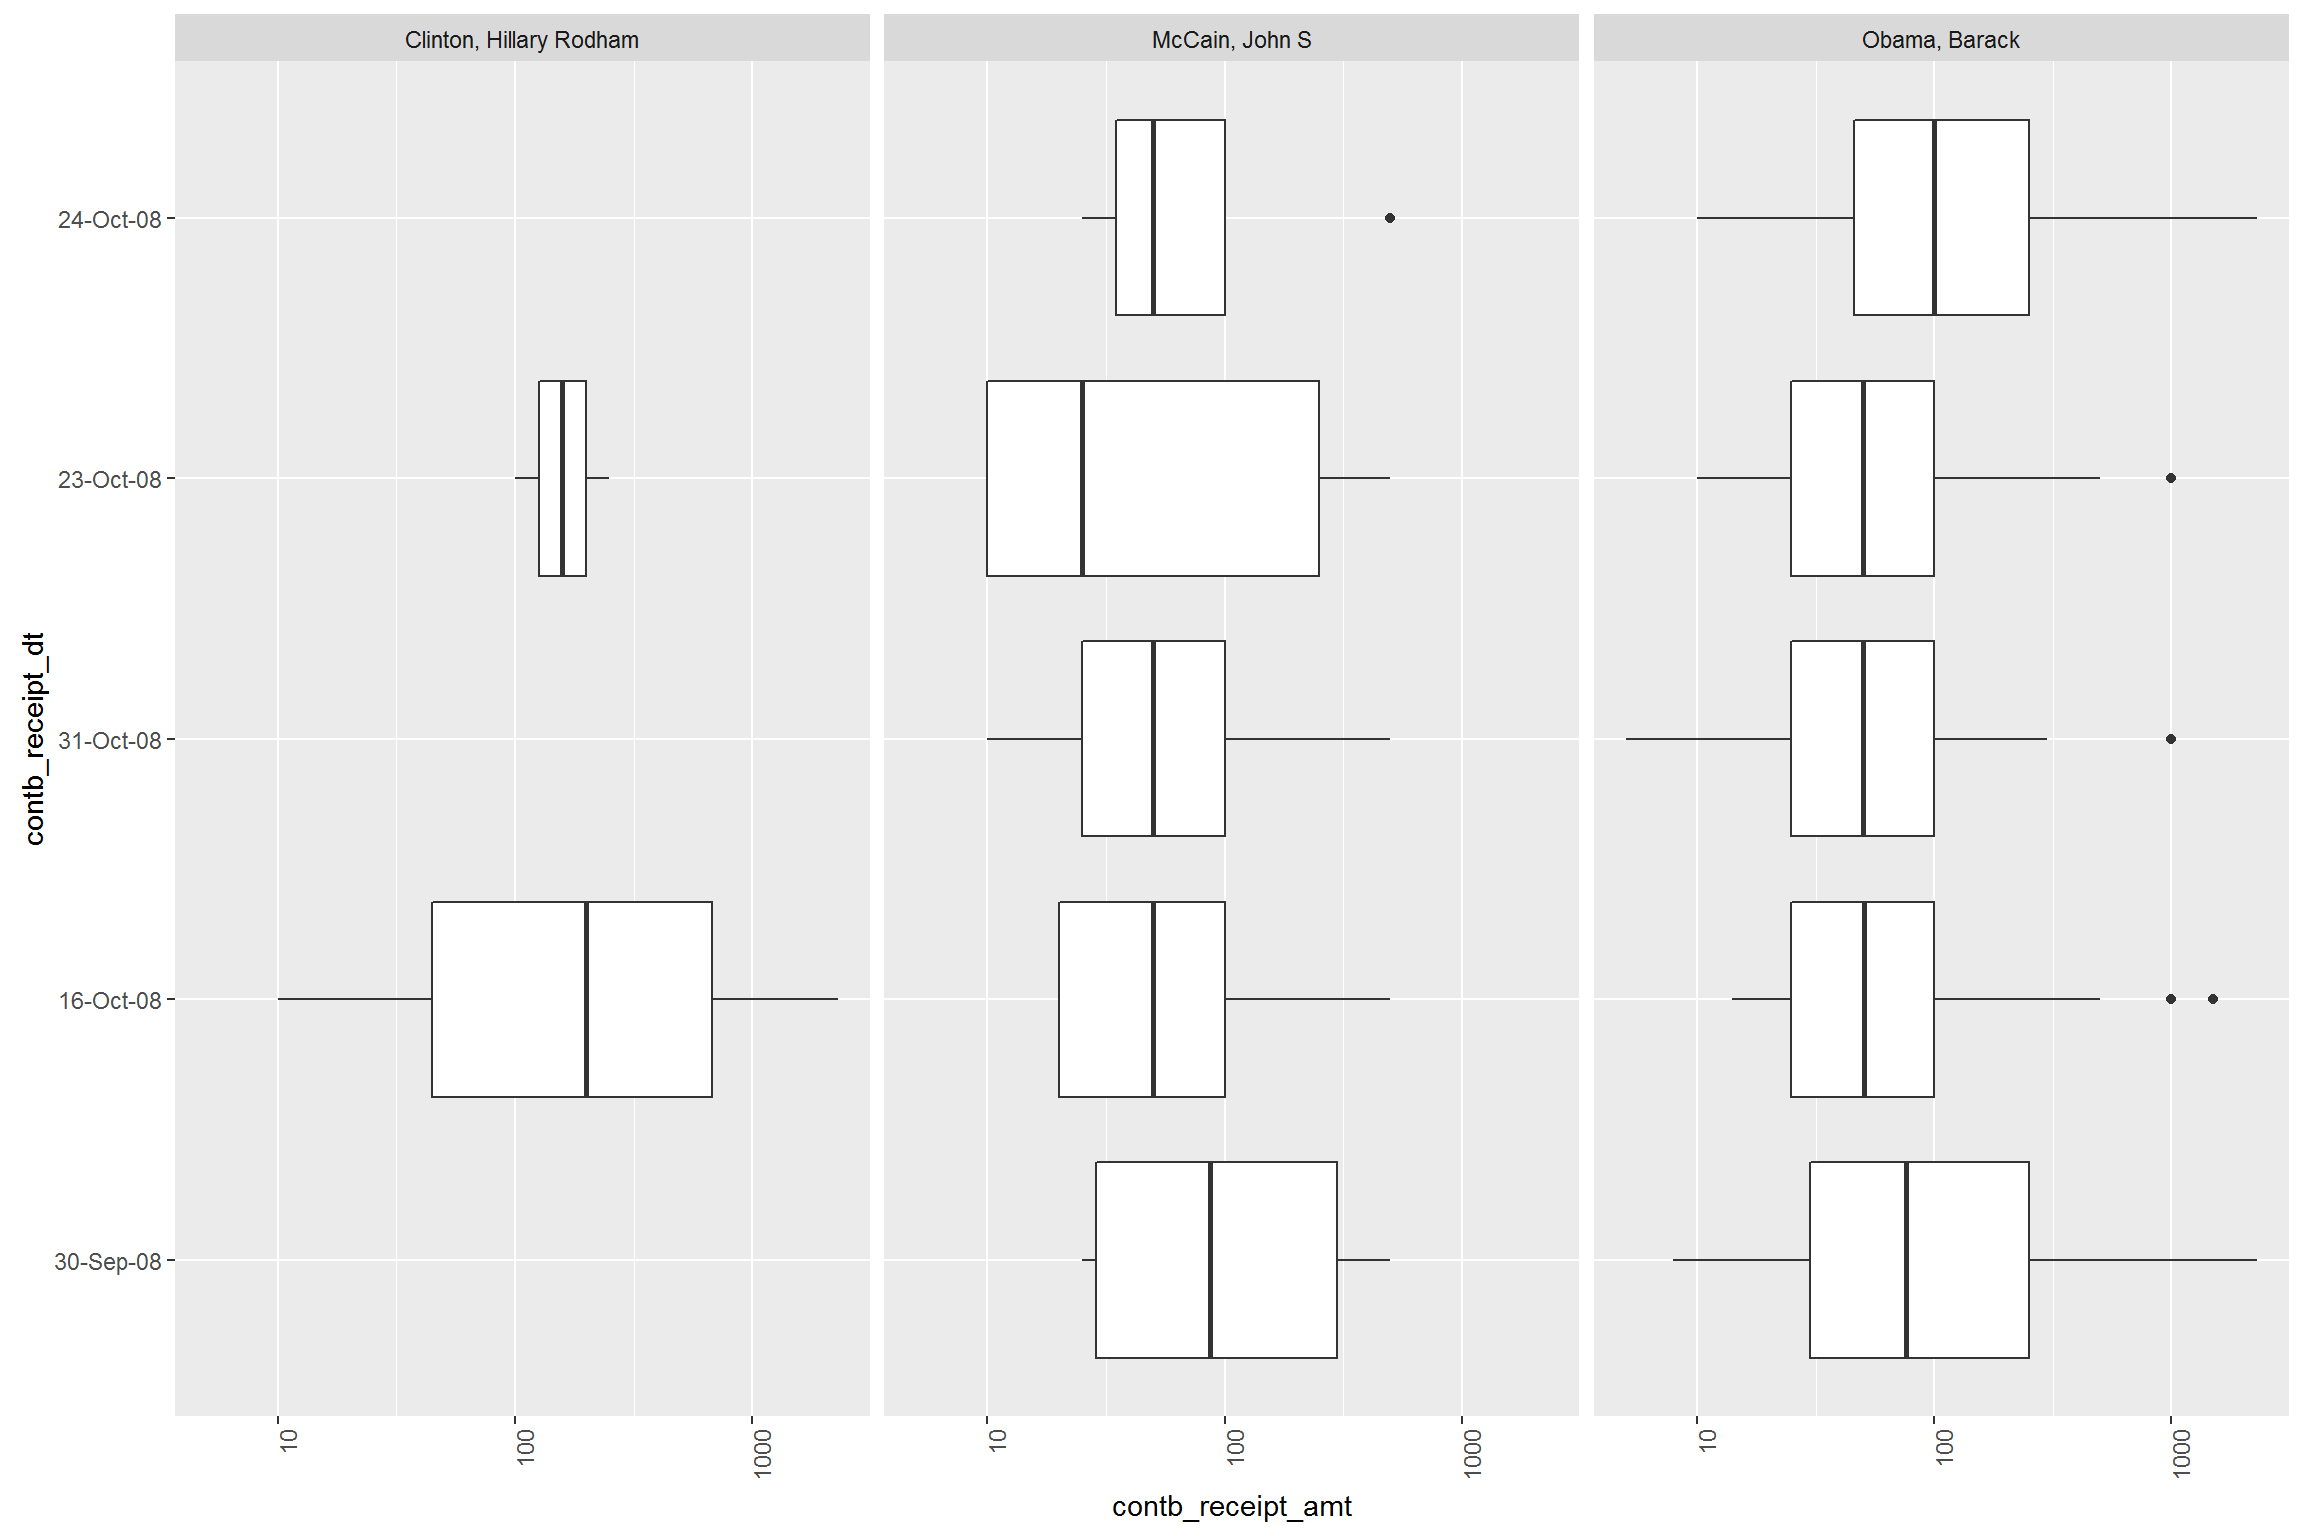 Clinton, Hillary Rodham
McCain, John S
Obama, Barack
contb_receipt_dt
24-Oct-08
23-Oct-08
31-Oct-08
16-Oct-08
30-Sep-08
10
100
1000
10
100
1000
10
100
1000
contb_receipt_amt